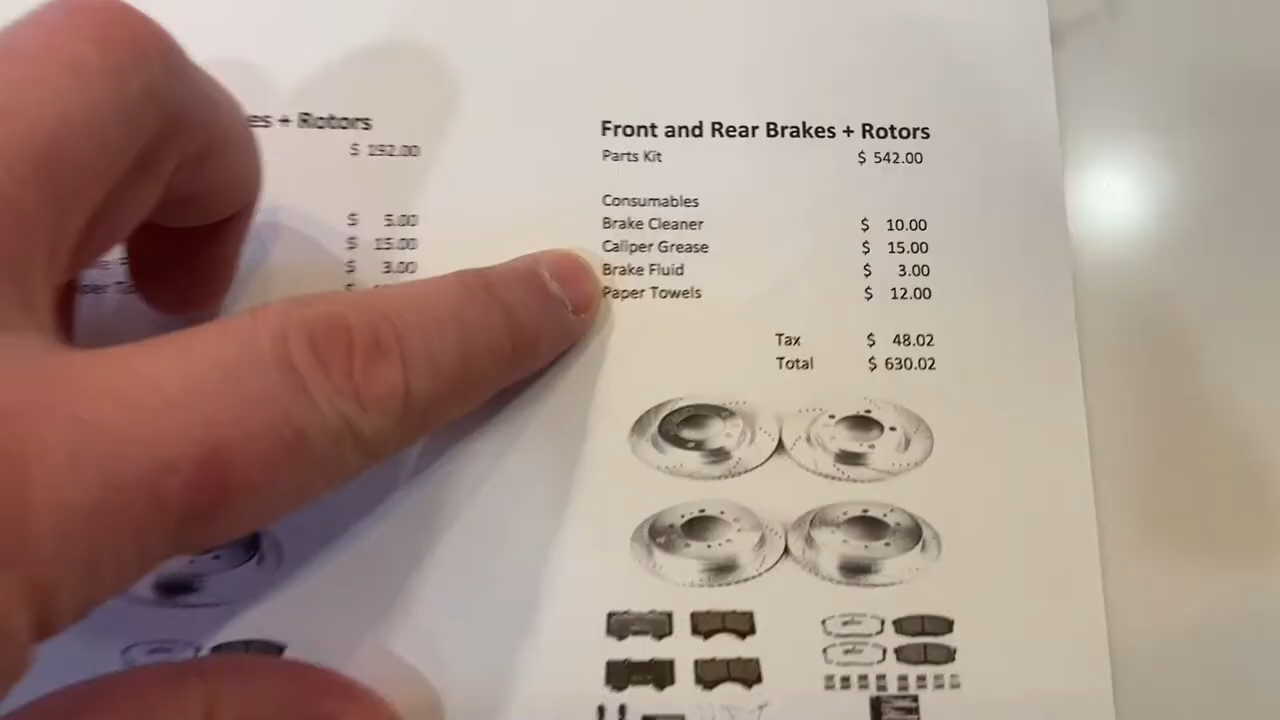 es + Rotors
$ 192.00
$ 5.00
$ 15.00
$ 3.00
$
Front and Rear Brakes + Rotors
Parts Kit $ 542.00
Consumables
Brake Cleaner $ 10.00
Caliper Grease $ 15.00
Brake Fluid $ 3.00
Paper Towels $ 12.00
Tax $ 48.02
Total $ 630.02